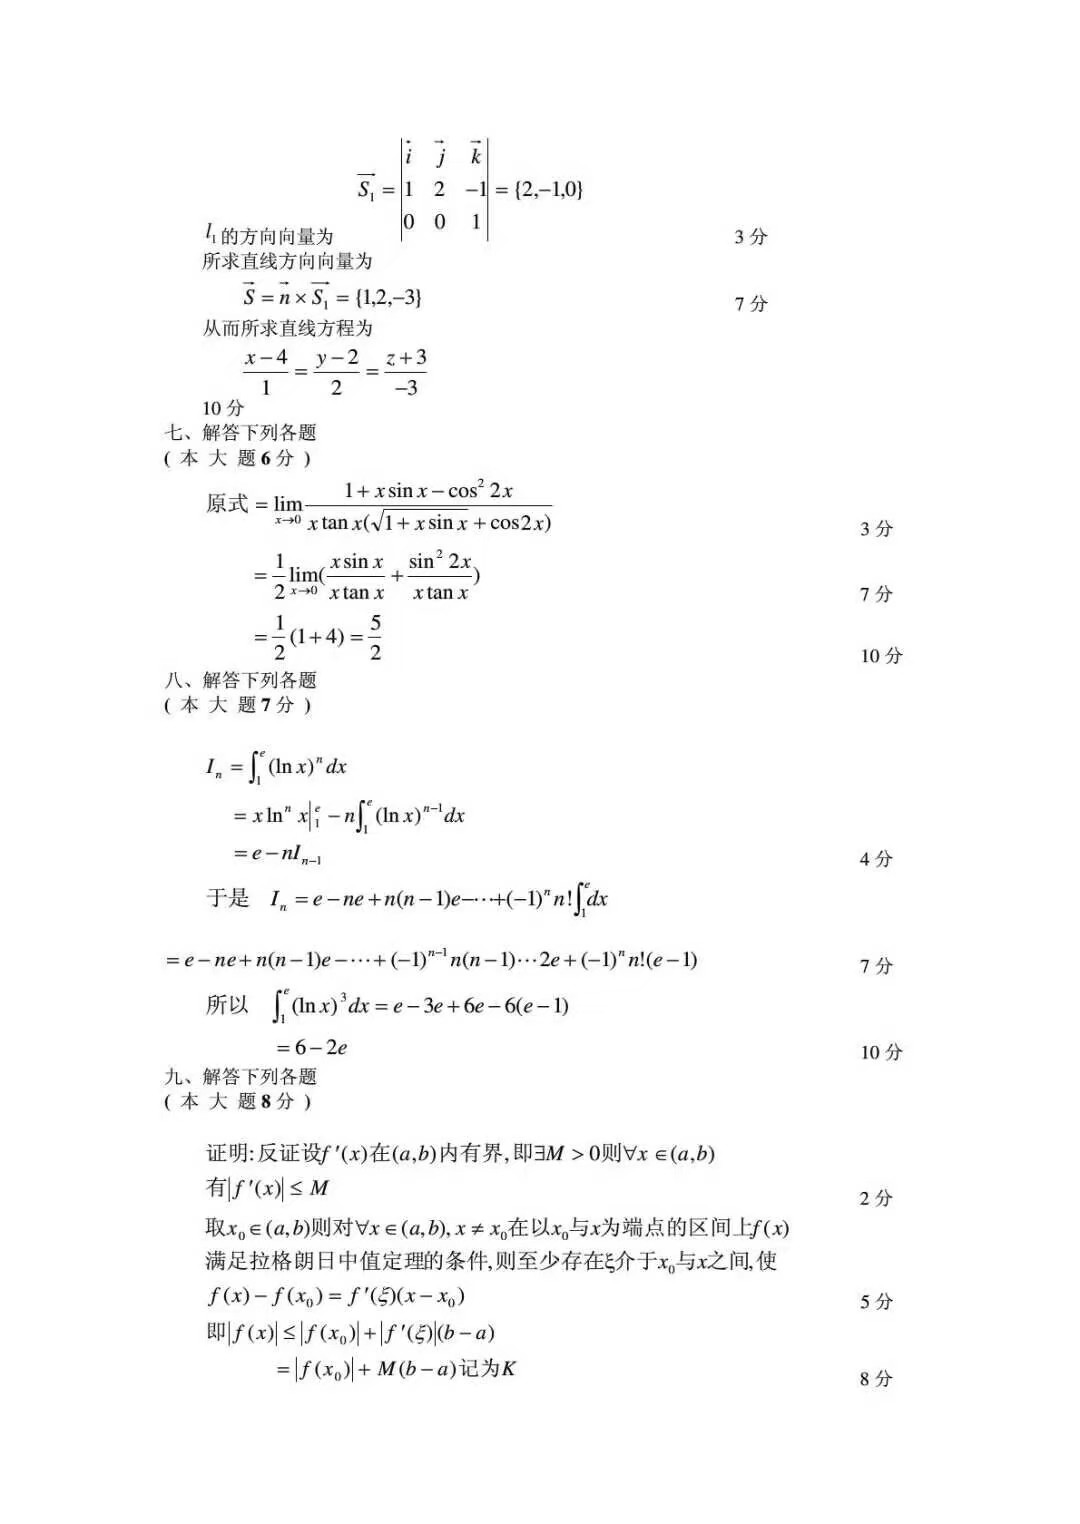 $\vec{S_1} = \begin{vmatrix} \vec{i} & \vec{j} & \vec{k} \\ 1 & 2 & -1 \\ 0 & 0 & 1 \end{vmatrix} = \{2,-1,0\}$
$l_1$的方向向量为 3 分
所求直线方向向量为
$\vec{S} = \vec{n} \times \vec{S_1} = \{1,2,-3\}$ 7 分
从而所求直线方程为
$\frac{x-4}{1} = \frac{y-2}{2} = \frac{z+3}{-3}$
10 分
七、解答下列各题
( 本 大 题 6 分 )
原式 $= \lim_{x \to 0} \frac{1 + x\sin x - \cos^2 2x}{x\tan x(\sqrt{1 + x\sin x} + \cos 2x)}$ 3 分
$= \frac{1}{2} \lim_{x \to 0} (\frac{x\sin x}{x\tan x} + \frac{\sin^2 2x}{x\tan x})$ 7 分
$= \frac{1}{2}(1+4) = \frac{5}{2}$ 10 分
八、解答下列各题
( 本 大 题 7 分 )
$I_n = \int_1^e (\ln x)^n dx$
$= x\ln^n x|_1^e - n\int_1^e (\ln x)^{n-1} dx$
$= e - nI_{n-1}$ 4 分
于是 $I_n = e - ne + n(n-1)e - \cdots + (-1)^n n! \int_1^e dx$
$= e - ne + n(n-1)e - \cdots + (-1)^{n-1} n(n-1) \cdots 2e + (-1)^n n!(e-1)$ 7 分
所以 $\int_1^e (\ln x)^3 dx = e - 3e + 6e - 6(e-1)$
$= 6 - 2e$ 10 分
九、解答下列各题
( 本 大 题 8 分 )
证明:反证设$f'(x)$在$(a,b)$内有界,即$\exists M > 0$则$\forall x \in (a,b)$
有$|f'(x)| \le M$ 2 分
取$x_0 \in (a,b)$则对$\forall x \in (a,b), x \ne x_0$在以$x_0$与$x$为端点的区间上$f(x)$
满足拉格朗日中值定理的条件,则至少存在$\xi$介于$x_0$与$x$之间,使
$f(x) - f(x_0) = f'(\xi)(x - x_0)$ 5 分
即$|f(x)| \le |f(x_0)| + |f'(\xi)|(b-a)$
$= |f(x_0)| + M(b-a)$记为$K$ 8 分